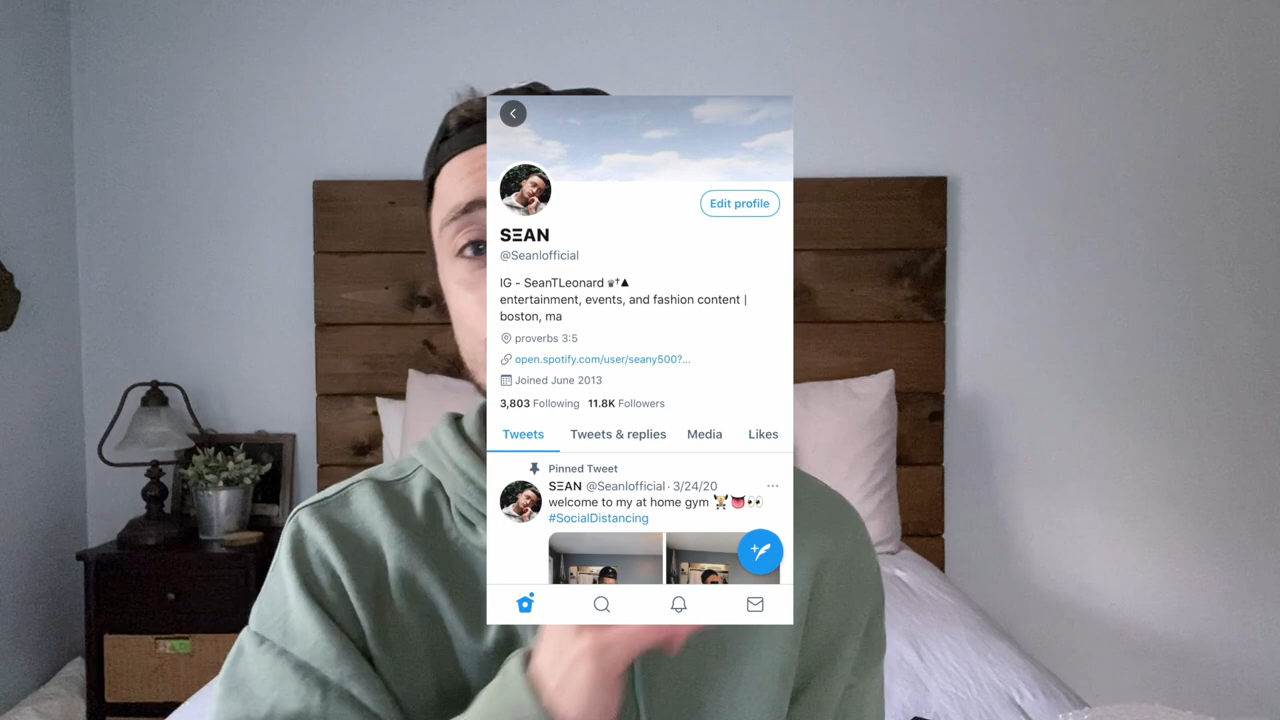 Edit profile
SΞAN
@Seanlofficial
IG - SeanTLeonard ♛†▲
entertainment, events, and fashion content |
boston, ma
proverbs 3:5
open.spotify.com/user/seany500?...
Joined June 2013
3,803 Following 11.8K Followers
Tweets Tweets & replies Media Likes
Pinned Tweet
SΞAN @Seanlofficial · 3/24/20 ...
welcome to my at home gym 🏋️👅👀
#SocialDistancing